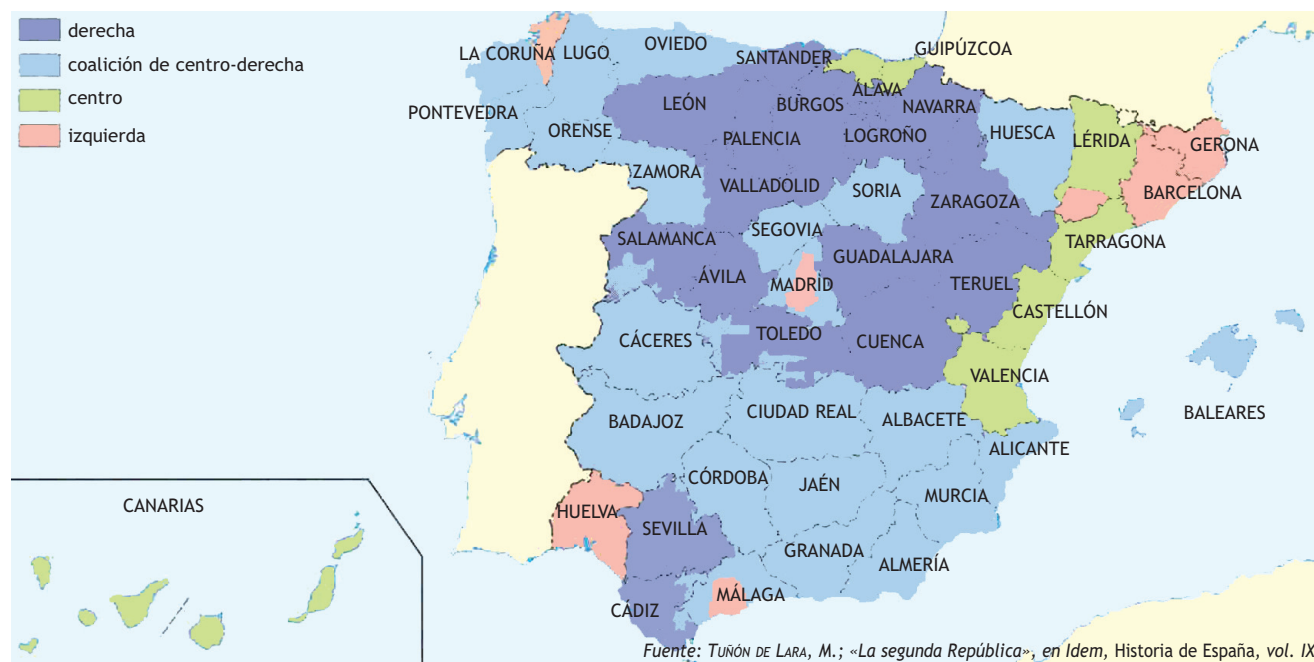 derecha
coalición de centro-derecha
centro
izquierda
LA CORUÑA
LUGO
OVIEDO
SANTANDER
GUIPÚZCOA
PONTEVEDRA
ORENSE
LEÓN
BURGOS
ÁLAVA
NAVARRA
PALENCIA
LOGROÑO
HUESCA
LÉRIDA
GERONA
ZAMORA
VALLADOLID
SORIA
ZARAGOZA
BARCELONA
SEGOVIA
TARRAGONA
SALAMANCA
ÁVILA
MADRID
GUADALAJARA
TERUEL
CASTELLÓN
CÁCERES
TOLEDO
CUENCA
VALENCIA
BALEARES
BADAJOZ
CIUDAD REAL
ALBACETE
ALICANTE
CÓRDOBA
JAÉN
MURCIA
CANARIAS
HUELVA
SEVILLA
GRANADA
ALMERÍA
CÁDIZ
MÁLAGA
Fuente: TUÑÓN DE LARA, M.; «La segunda República», en Idem, Historia de España, vol. IX